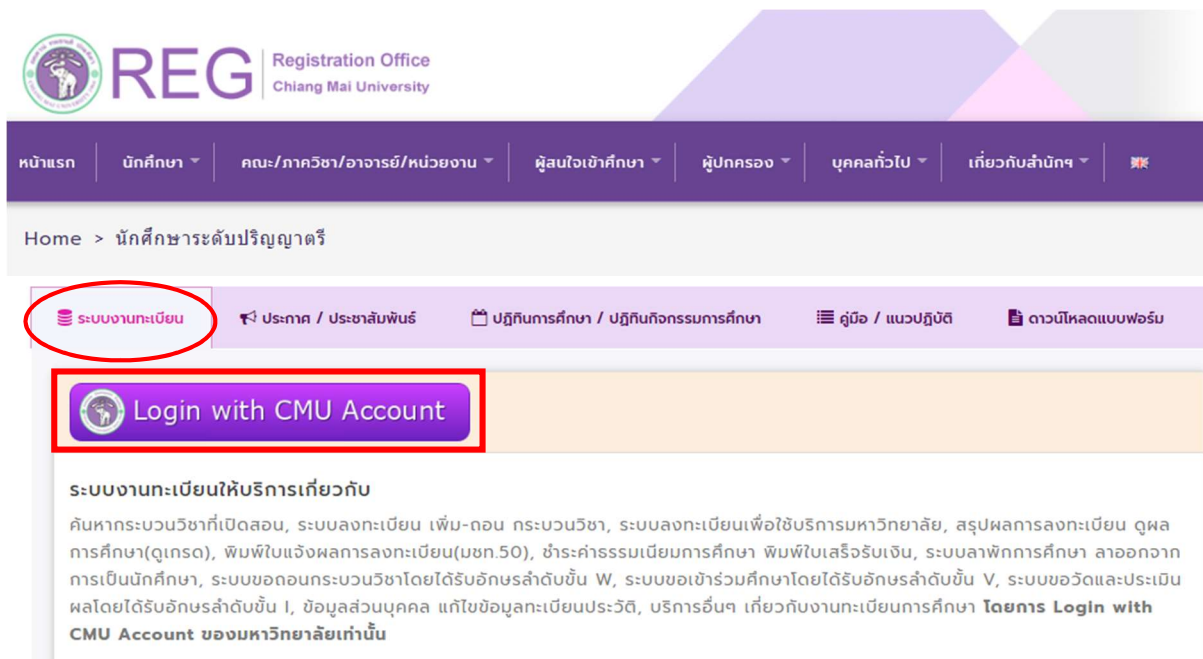 REG
Registration Office
Chiang Mai University
หน้าแรก นักศึกษา คณะ/ภาควิชา/อาจารย์/หน่วยงาน ผู้สนใจเข้าศึกษา ผู้ปกครอง บุคคลทั่วไป เกี่ยวกับสำนักฯ
Home > นักศึกษาระดับปริญญาตรี
ระบบงานทะเบียน ประกาศ / ประชาสัมพันธ์ ปฏิทินการศึกษา / ปฏิทินกิจกรรมการศึกษา คู่มือ / แนวปฏิบัติ ดาวน์โหลดแบบฟอร์ม
Login with CMU Account
ระบบงานทะเบียนให้บริการเกี่ยวกับ
ค้นหากระบวนวิชาที่เปิดสอน, ระบบลงทะเบียน เพิ่ม-ถอน กระบวนวิชา, ระบบลงทะเบียนเพื่อใช้บริการมหาวิทยาลัย, สรุปผลการลงทะเบียน ดูผล
การศึกษา(ดูเกรด), พิมพ์ใบแจ้งผลการลงทะเบียน(มชท.50), ชำระค่าธรรมเนียมการศึกษา พิมพ์ใบเสร็จรับเงิน, ระบบลาพักการศึกษา ลาออกจาก
การเป็นนักศึกษา, ระบบขอถอนกระบวนวิชาโดยได้รับอักษรลำดับขั้น W, ระบบขอเข้าร่วมศึกษาโดยได้รับอักษรลำดับขั้น V, ระบบขอวัดและประเมิน
ผลโดยได้รับอักษรลำดับขั้น I, ข้อมูลส่วนบุคคล แก้ไขข้อมูลทะเบียนประวัติ, บริการอื่นๆ เกี่ยวกับงานทะเบียนการศึกษา โดยการ Login with
CMU Account ของมหาวิทยาลัยเท่านั้น